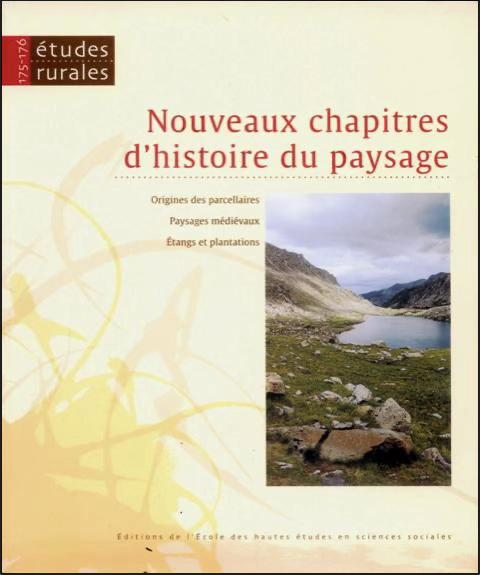 175-176
études
rurales
Nouveaux chapitres
d'histoire du paysage
Origines des parcellaires
Paysages médiévaux
Étangs et plantations
Éditions de l'École des hautes études en sciences sociales